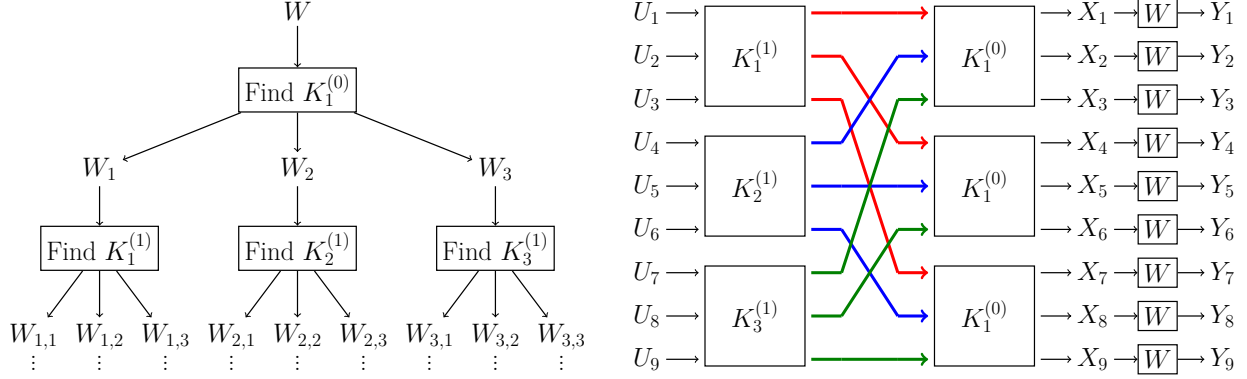 W
Find K_1^{(0)}
W_1 W_2 W_3
Find K_1^{(1)} Find K_2^{(1)} Find K_3^{(1)}
W_{1,1} W_{1,2} W_{1,3} W_{2,1} W_{2,2} W_{2,3} W_{3,1} W_{3,2} W_{3,3}
⋮ ⋮ ⋮ ⋮ ⋮ ⋮ ⋮ ⋮ ⋮
U_1 X_1 W Y_1
U_2 K_1^{(1)} K_1^{(0)} X_2 W Y_2
U_3 X_3 W Y_3
U_4 X_4 W Y_4
U_5 K_2^{(1)} K_1^{(0)} X_5 W Y_5
U_6 X_6 W Y_6
U_7 X_7 W Y_7
U_8 K_3^{(1)} K_1^{(0)} X_8 W Y_8
U_9 X_9 W Y_9